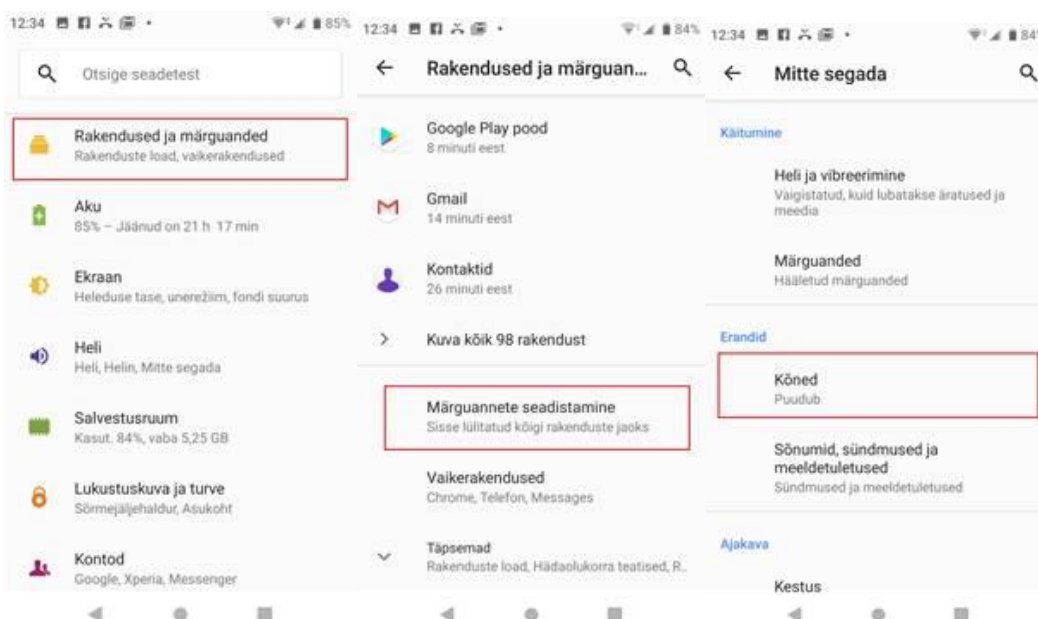 12:34 85%
Otsige seadetest
Rakendused ja märguanded
Rakenduste load, vaikerakendused
Aku
85% – Jäänud on 21 h 17 min
Ekraan
Heleduse tase, unerežiim, fondi suurus
Heli
Heli, Helin, Mitte segada
Salvestusruum
Kasut. 84%, vaba 5,25 GB
Lukustuskuva ja turve
Sõrmejäljehaldur, Asukoht
Kontod
Google, Xperia, Messenger
12:34 84%
Rakendused ja märguan...
Google Play pood
8 minuti eest
Gmail
14 minuti eest
Kontaktid
26 minuti eest
Kuva kõik 98 rakendust
Märguannete seadistamine
Sisse lülitatud kõigi rakenduste jaoks
Vaikerakendused
Chrome, Telefon, Messages
Täpsemad
Rakenduste load, Hädaolukorra teatised, R..
12:34 84%
Mitte segada
Käitumine
Heli ja vibreerimine
Vaigistatud, kuid lubatakse äratused ja
meedia
Märguanded
Hääletud märguanded
Erandid
Kõned
Puudub
Sõnumid, sündmused ja
meeldetuletused
Sündmused ja meeldetuletused
Ajakava
Kestus